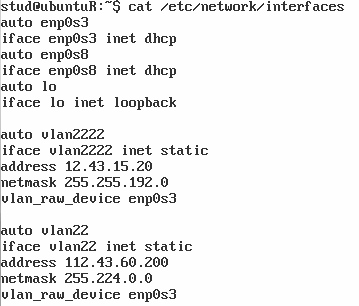 stud@ubuntuR:~$ cat /etc/network/interfaces
auto enp0s3
iface enp0s3 inet dhcp
auto enp0s8
iface enp0s8 inet dhcp
auto lo
iface lo inet loopback
auto vlan2222
iface vlan2222 inet static
address 12.43.15.20
netmask 255.255.192.0
vlan_raw_device enp0s3
auto vlan22
iface vlan22 inet static
address 112.43.60.200
netmask 255.224.0.0
vlan_raw_device enp0s3